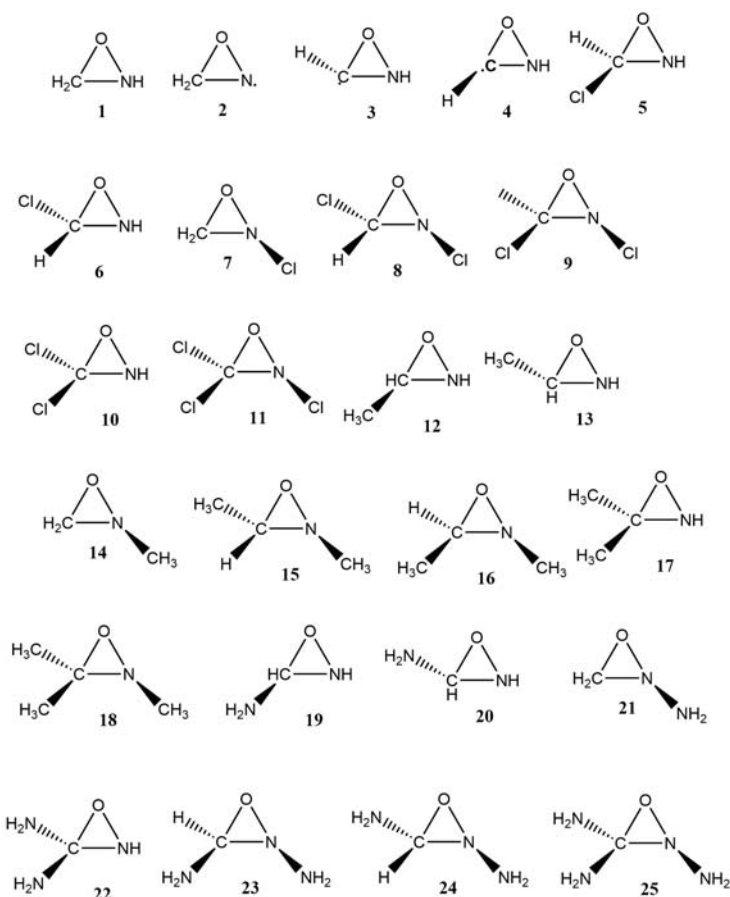 O O O O O
H H
H₂C NH H₂C N. C NH C NH C NH
H Cl
1 2 3 4 5
O O O O
Cl Cl
C NH H₂C N C N C N
H Cl H Cl Cl Cl
6 7 8 9
O O O O
Cl Cl H₃C
C NH C N HC NH C NH
H
Cl Cl Cl H₃C
10 11 12 13
O O O O
H₃C H H₃C
H₂C N C N C N C NH
CH₃ H CH₃ H₃C CH₃ H₃C
14 15 16 17
O O O O
H₃C H₂N
C N HC NH C NH H₂C N
H
H₃C CH₃ H₂N NH₂
18 19 20 21
O O O O
H₂N H H₂N H₂N
C NH C N C N C N
H₂N H₂N NH₂ H NH₂ H₂N NH₂
22 23 24 25